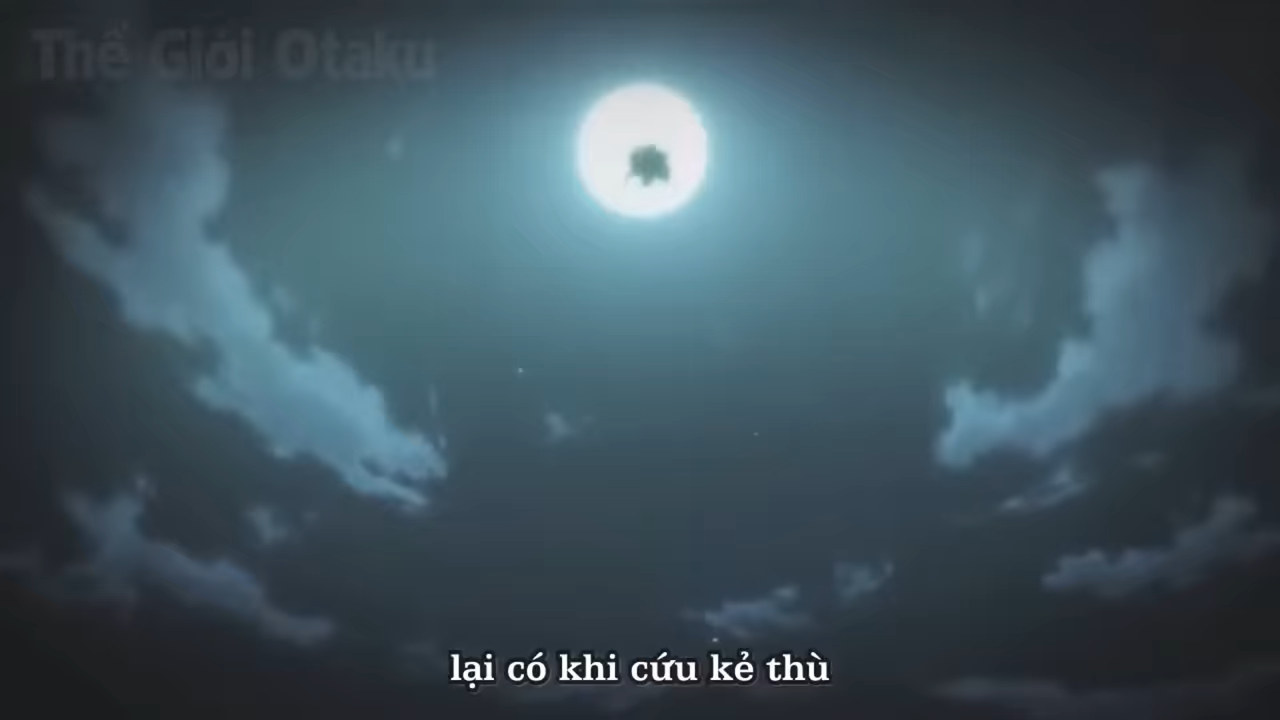 Thế Giới Otaku
lại có khi cứu kẻ thù